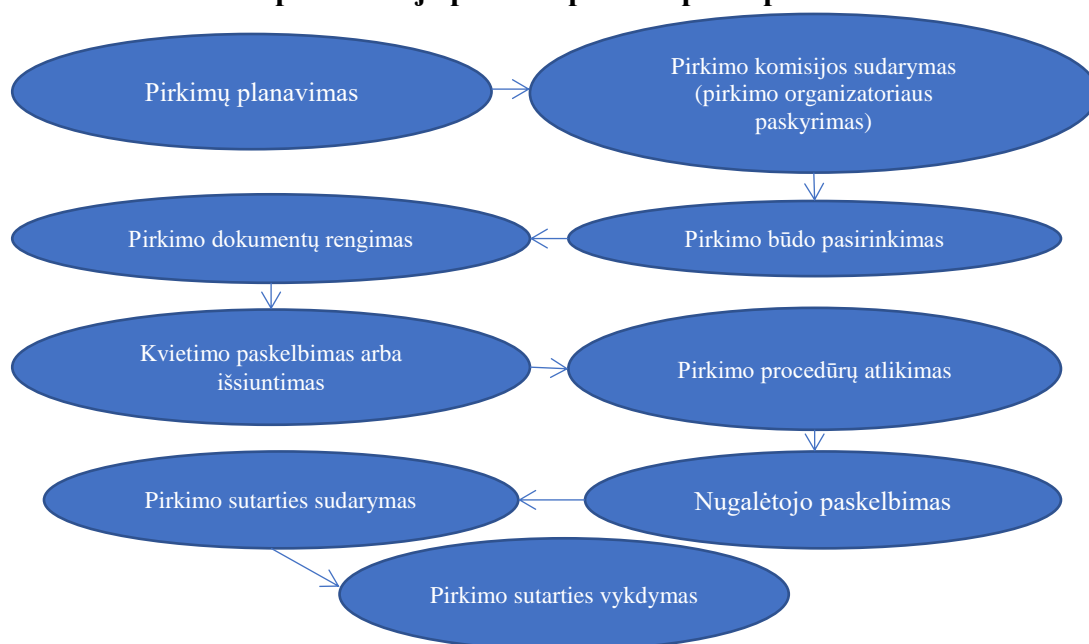 Pirkimų planavimas
Pirkimo komisijos sudarymas
(pirkimo organizatoriaus
paskyrimas)
Pirkimo būdo pasirinkimas
Pirkimo dokumentų rengimas
Kvietimo paskelbimas arba
išsiuntimas
Pirkimo procedūrų atlikimas
Nugalėtojo paskelbimas
Pirkimo sutarties sudarymas
Pirkimo sutarties vykdymas